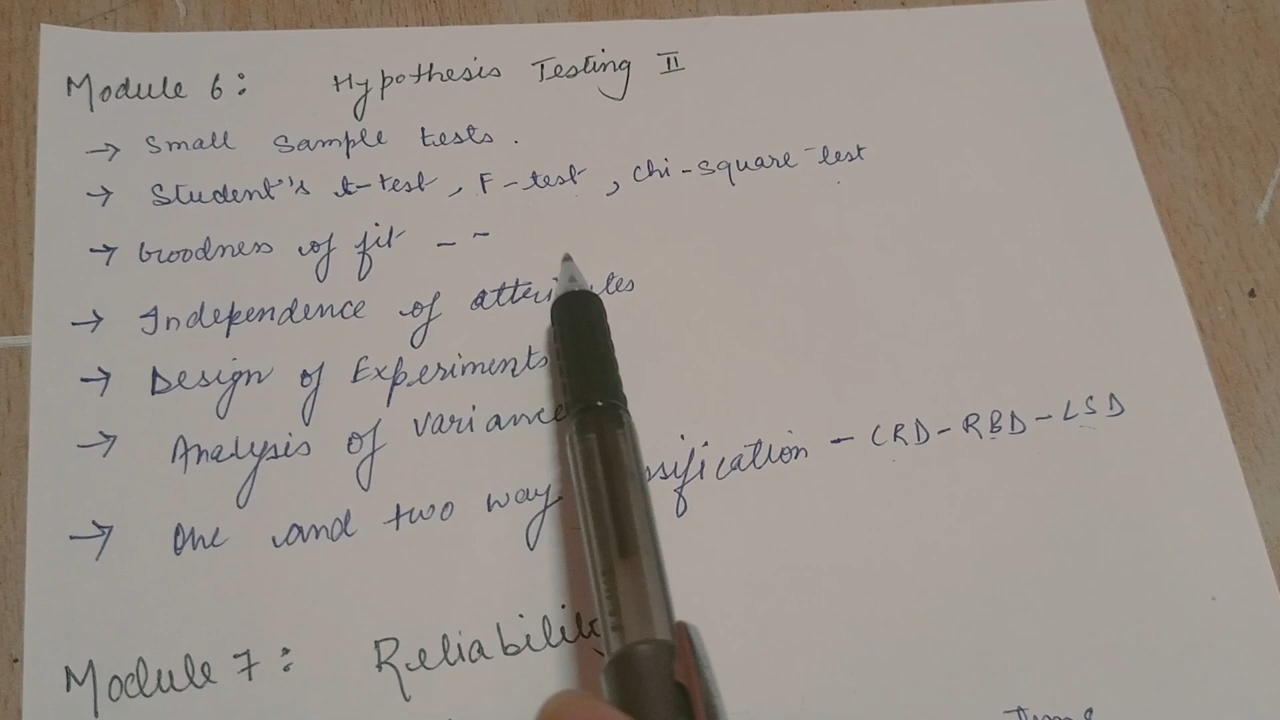 Module 6: Hypothesis Testing II
→ Small Sample tests.
→ Student's t-test, F-test, chi-square-test
→ Goodness of fit - -
→ Independence of
→ Design of Experiments
→ Analysis of variance
→ One and two way - CRD-RBD-LSD
Module 7: Reliability